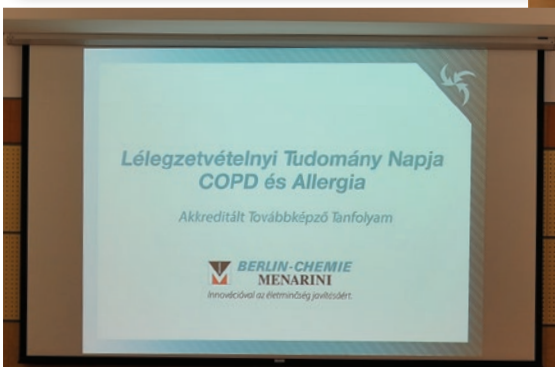 Lélegzetvételnyi Tudomány Napja
COPD és Allergia
Akkreditált Továbbképző Tanfolyam
BERLIN-CHEMIE
MENARINI
Innovációval az életminőség javításáért.